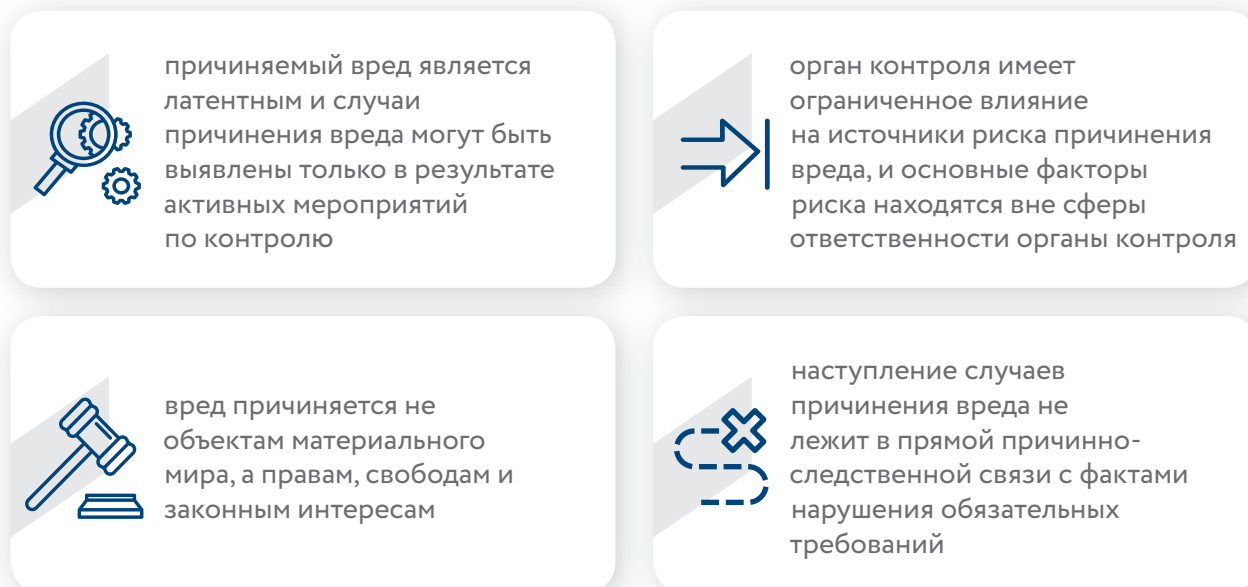 причиняемый вред является
латентным и случаи
причинения вреда могут быть
выявлены только в результате
активных мероприятий
по контролю
орган контроля имеет
ограниченное влияние
на источники риска причинения
вреда, и основные факторы
риска находятся вне сферы
ответственности органы контроля
вред причиняется не
объектам материального
мира, а правам, свободам и
законным интересам
наступление случаев
причинения вреда не
лежит в прямой причинно-
следственной связи с фактами
нарушения обязательных
требований